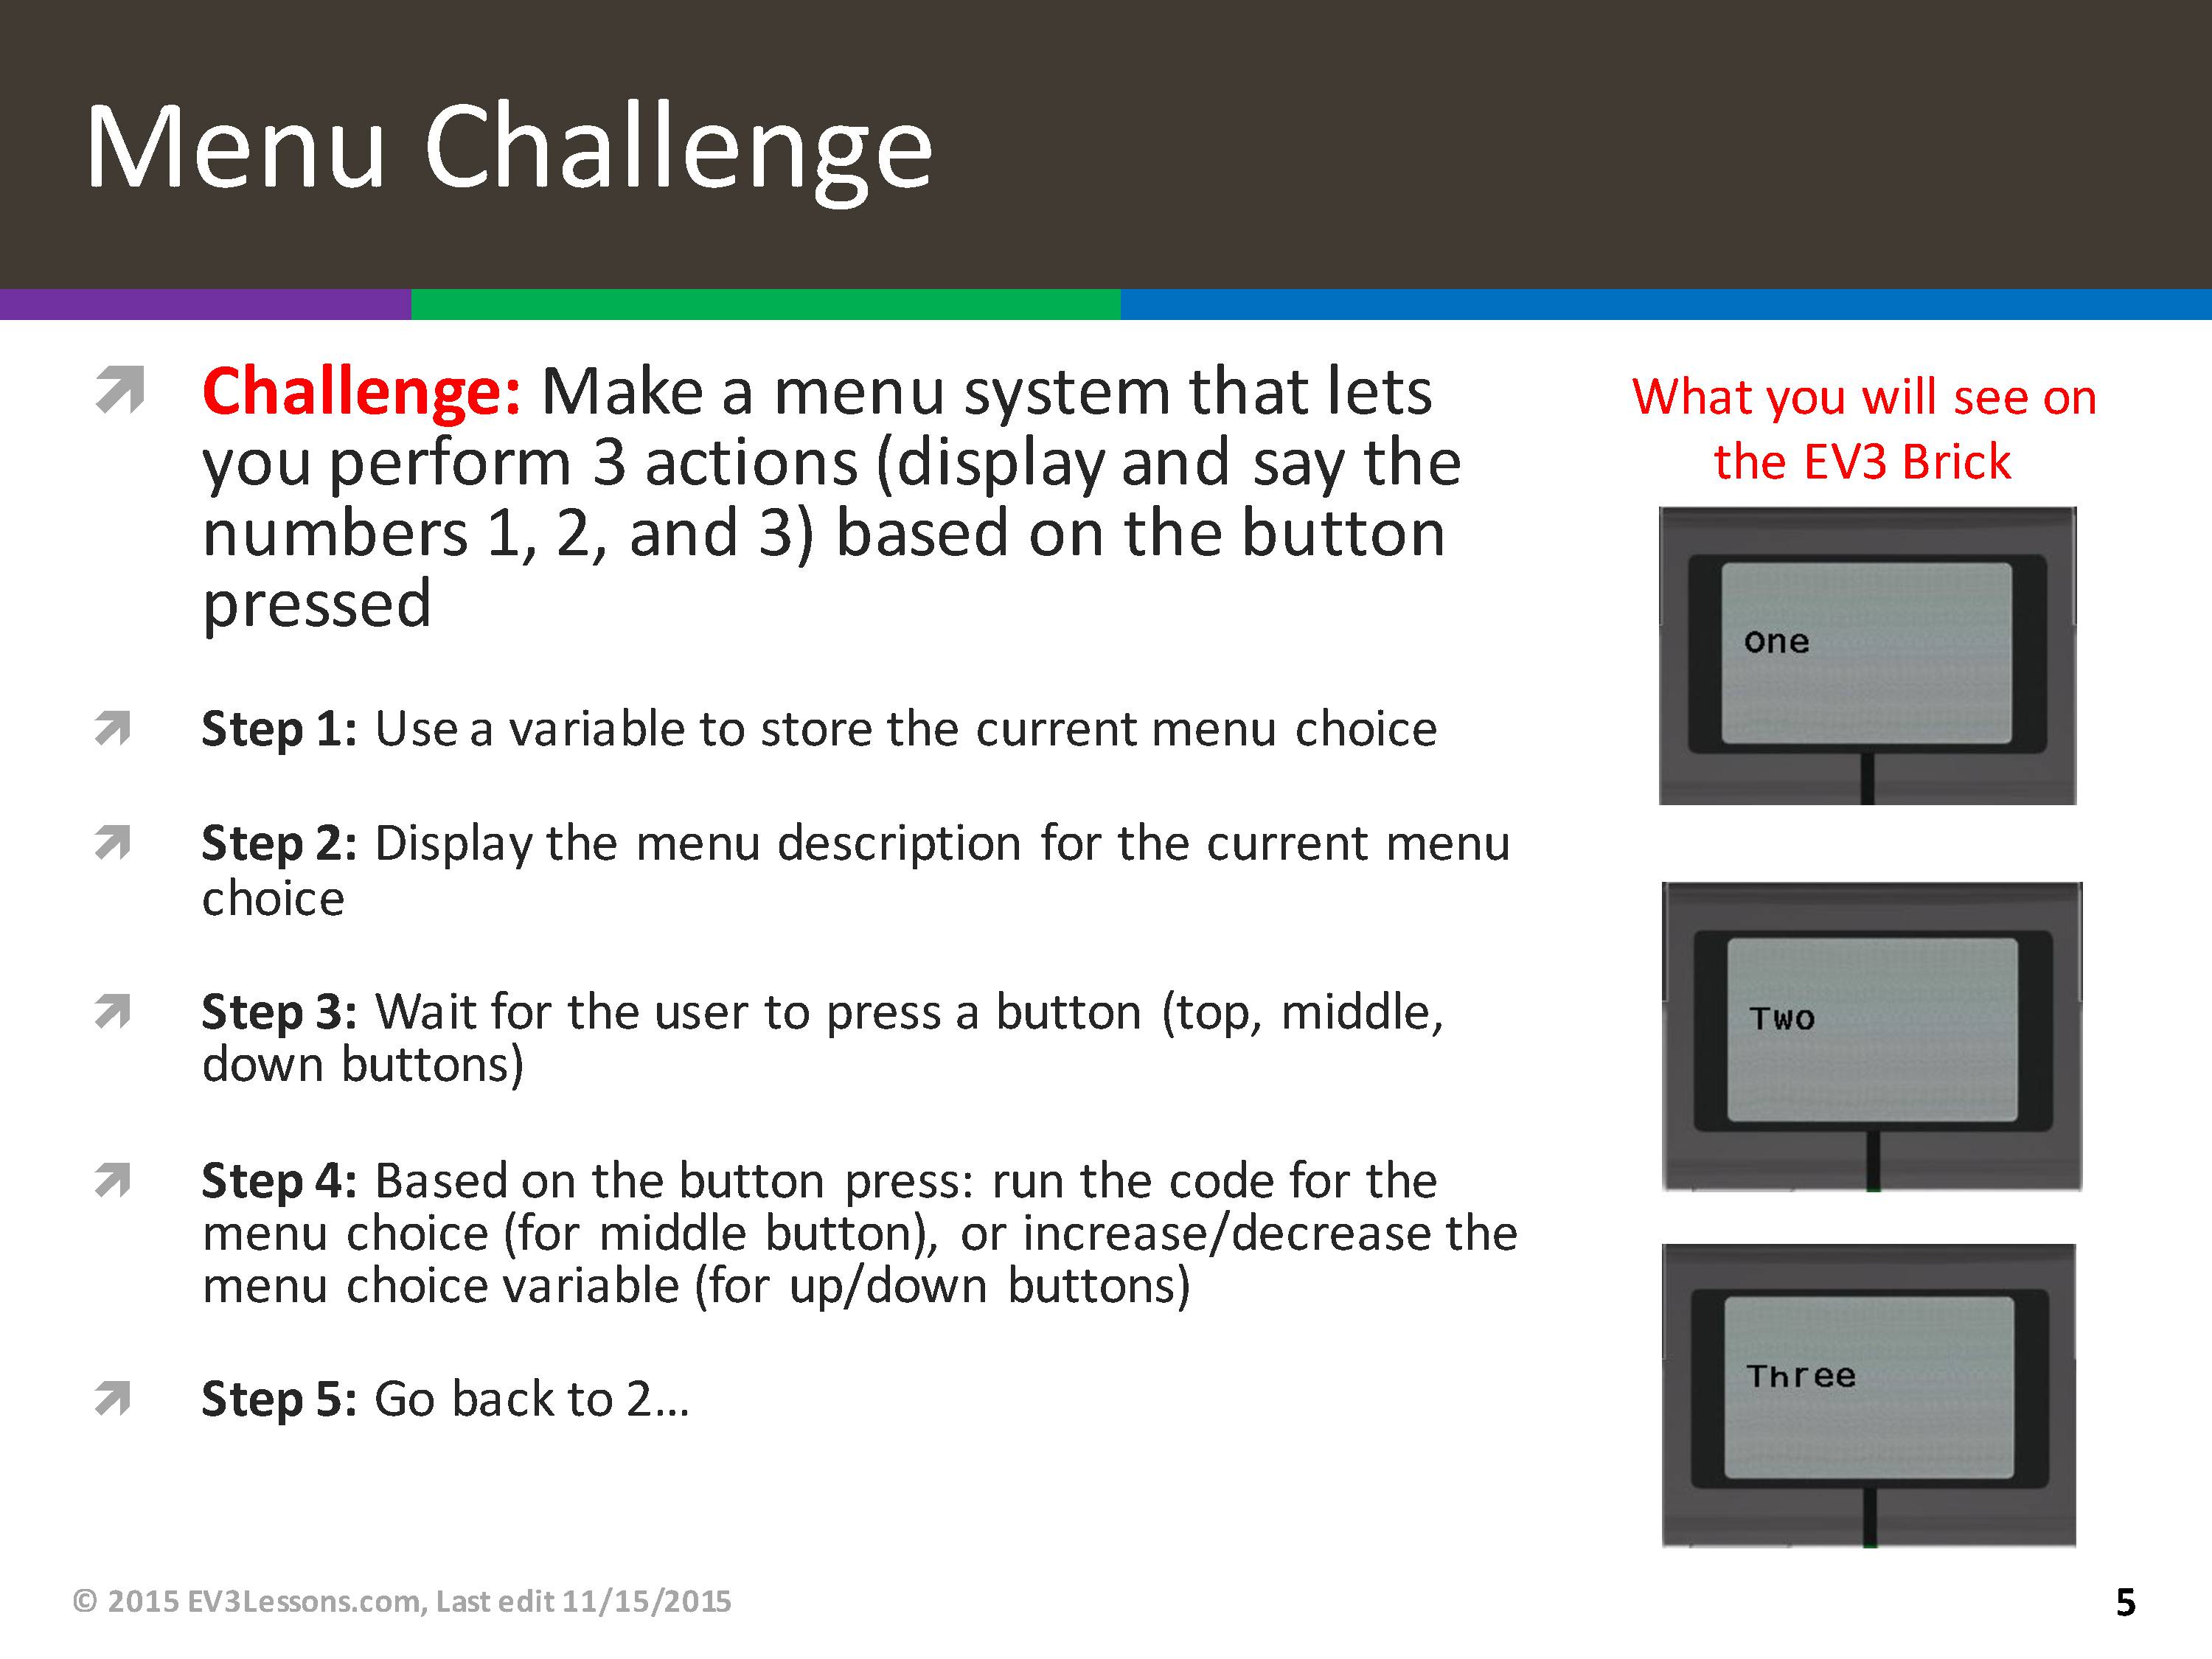 Menu Challenge
Challenge: Make a menu system that lets
you perform 3 actions (display and say the
numbers 1, 2, and 3) based on the button
pressed
Step 1: Use a variable to store the current menu choice
Step 2: Display the menu description for the current menu
choice
Step 3: Wait for the user to press a button (top, middle,
down buttons)
Step 4: Based on the button press: run the code for the
menu choice (for middle button), or increase/decrease the
menu choice variable (for up/down buttons)
Step 5: Go back to 2…
What you will see on
the EV3 Brick
One
Two
Three
© 2015 EV3Lessons.com, Last edit 11/15/2015
5